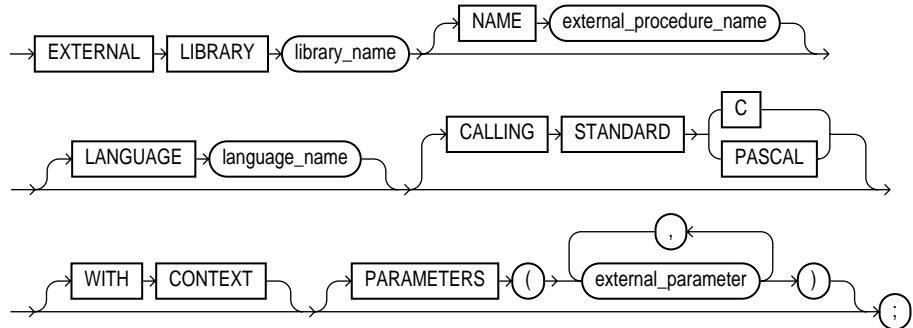 NAME external_procedure_name
EXTERNAL LIBRARY library_name
C
CALLING STANDARD
LANGUAGE language_name PASCAL
,
WITH CONTEXT PARAMETERS ( external_parameter )
;